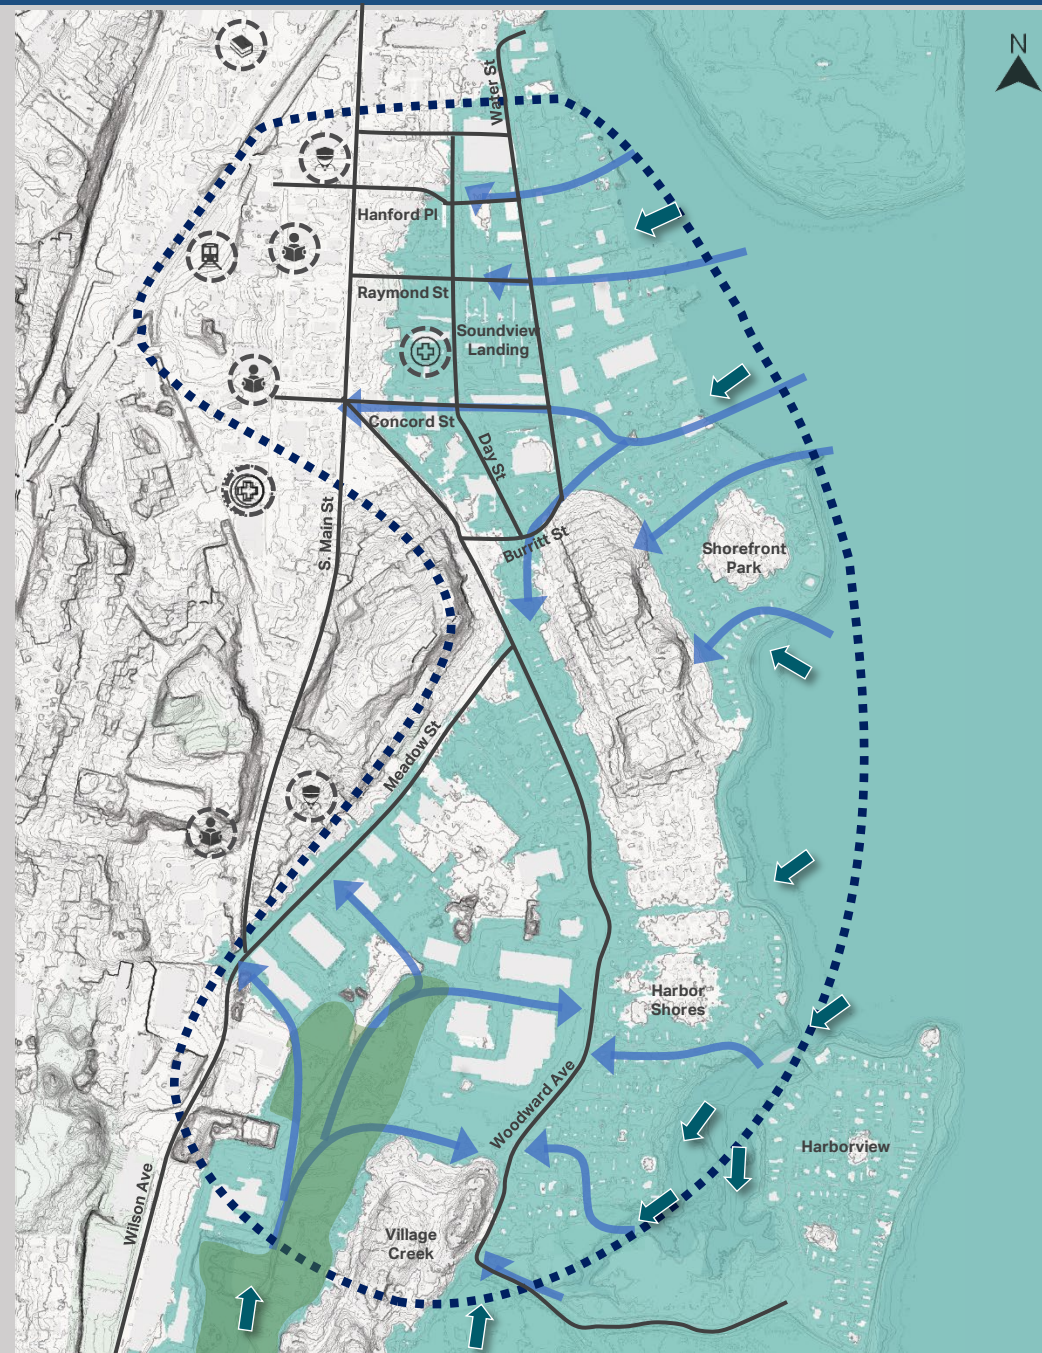 N
Water St
Hanford Pl
Raymond St
Soundview
Landing
Concord St
Day St
S. Main St
Burritt St
Shorefront
Park
Meadow St
Harbor
Shores
Woodward Ave
Harborview
Wilson Ave
Village
Creek